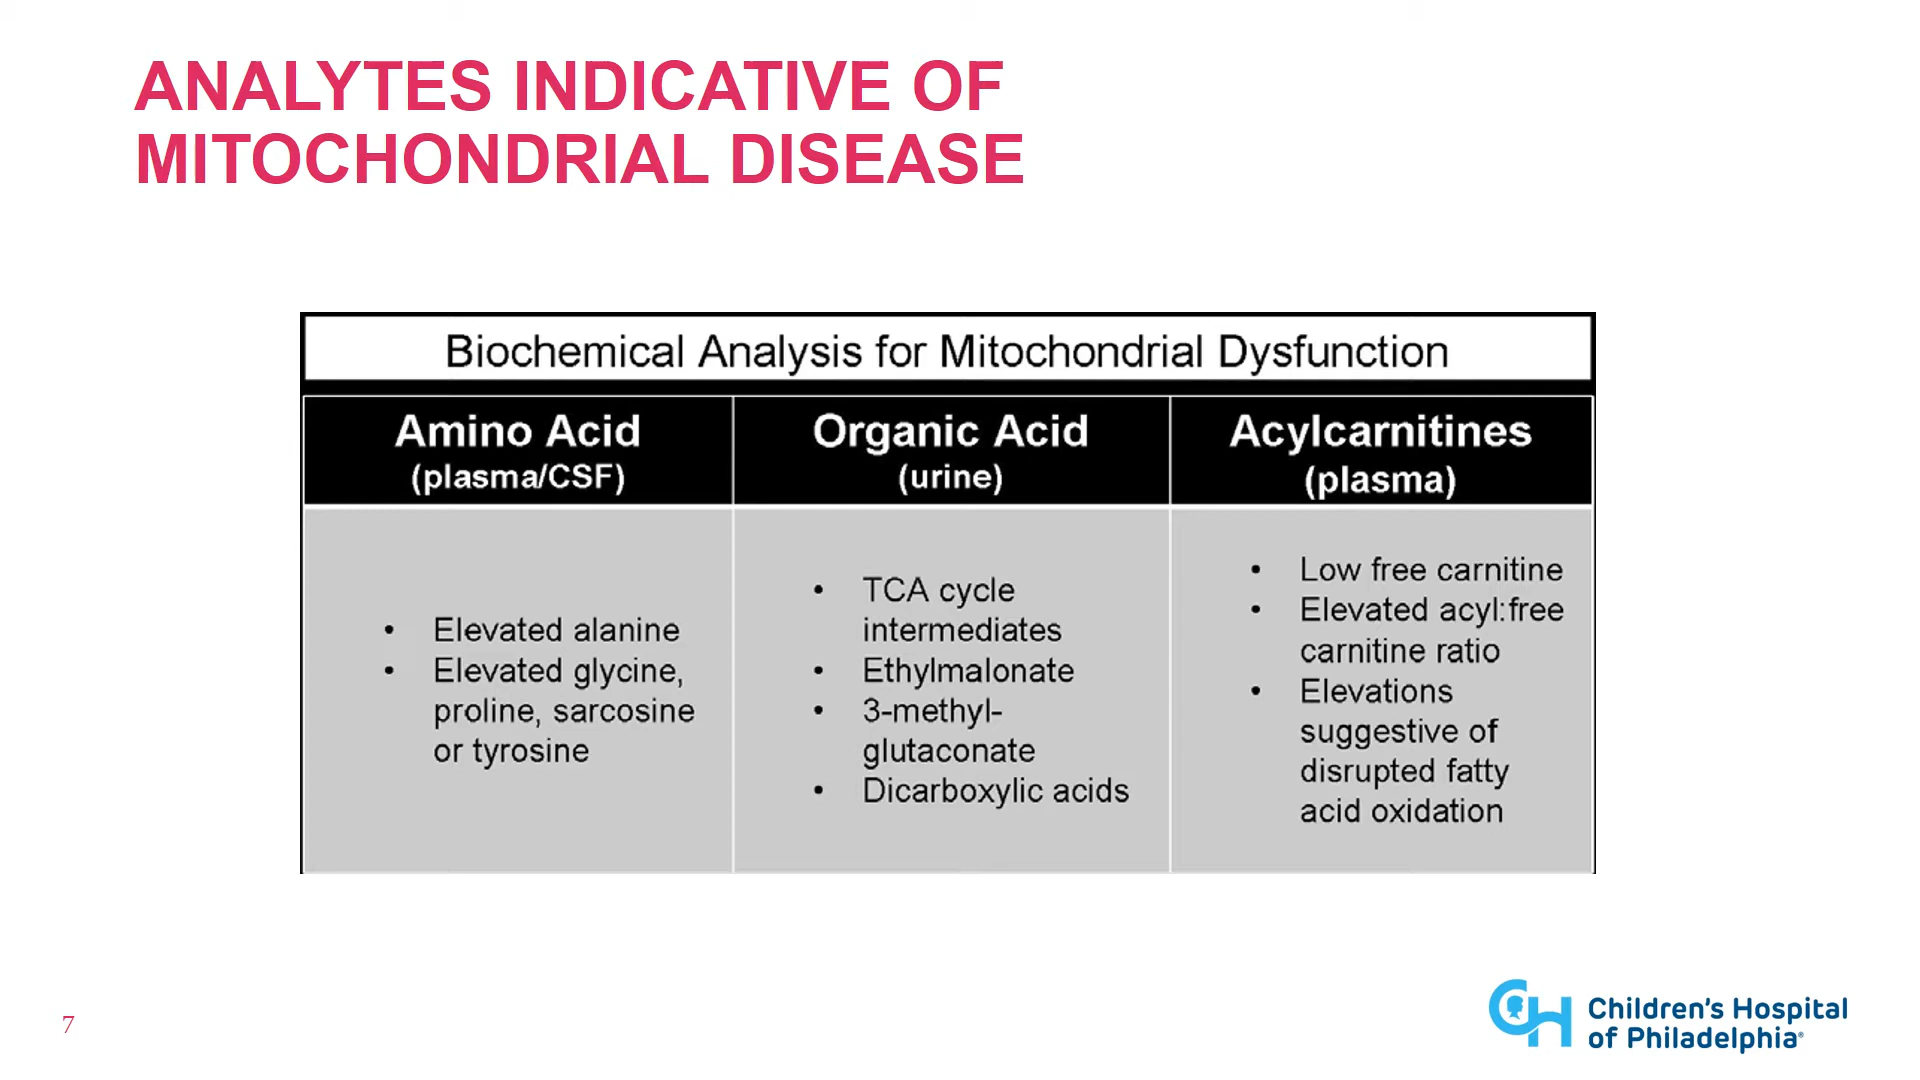 ANALYTES INDICATIVE OF
MITOCHONDRIAL DISEASE
Biochemical Analysis for Mitochondrial Dysfunction
Amino Acid
(plasma/CSF)
• Elevated alanine
• Elevated glycine,
proline, sarcosine
or tyrosine
Organic Acid
(urine)
• TCA cycle
intermediates
• Ethylmalonate
• 3-methyl-
glutaconate
• Dicarboxylic acids
Acylcarnitines
(plasma)
• Low free carnitine
• Elevated acyl:free
carnitine ratio
• Elevations
suggestive of
disrupted fatty
acid oxidation
7
CH Children's Hospital
of Philadelphia®